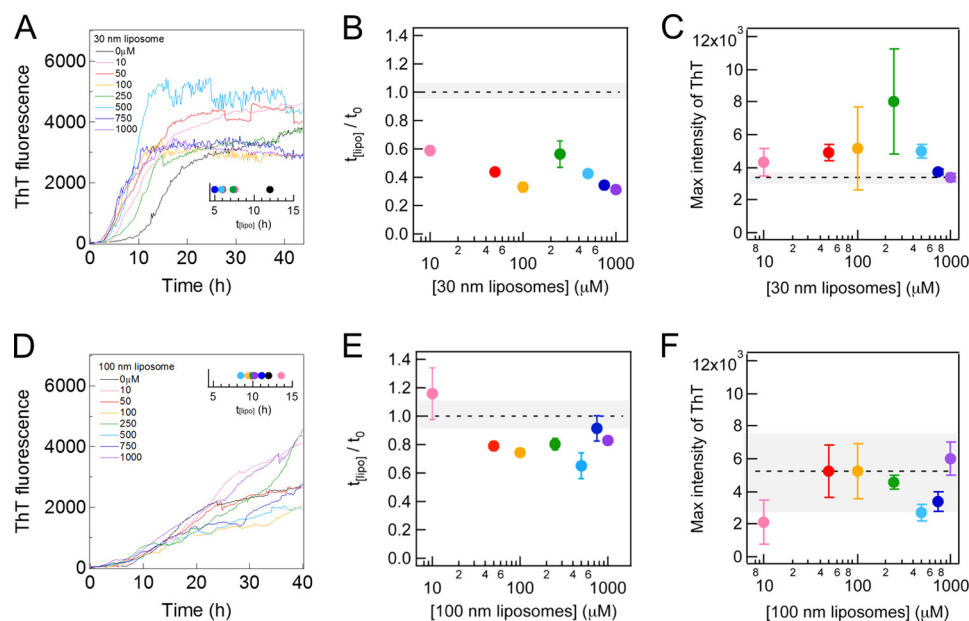 A
30 nm liposome
0μM
10
50
100
250
500
750
1000
6000
4000
2000
0
ThT fluorescence
5 10 15
t[lipo] (h)
0 10 20 30 40
Time (h)
B
1.4
1.2
1.0
0.8
0.6
0.4
0.2
0.0
t[lipo] / t0
10 2 4 6 100 2 4 6 1000
[30 nm liposomes] (μM)
C
12x10³
10
8
6
4
2
0
Max intensity of ThT
8 10 2 4 6 8 100 2 4 6 8 1000
[30 nm liposomes] (μM)
D
100 nm liposome
0μM
10
50
100
250
500
750
1000
6000
4000
2000
0
ThT fluorescence
5 10 15
t[lipo] (h)
0 10 20 30 40
Time (h)
E
1.4
1.2
1.0
0.8
0.6
0.4
0.2
0.0
t[lipo] / t0
10 2 4 6 100 2 4 6 1000
[100 nm liposomes] (μM)
F
12x10³
10
8
6
4
2
0
Max intensity of ThT
8 10 2 4 6 8 100 2 4 6 8 1000
[100 nm liposomes] (μM)